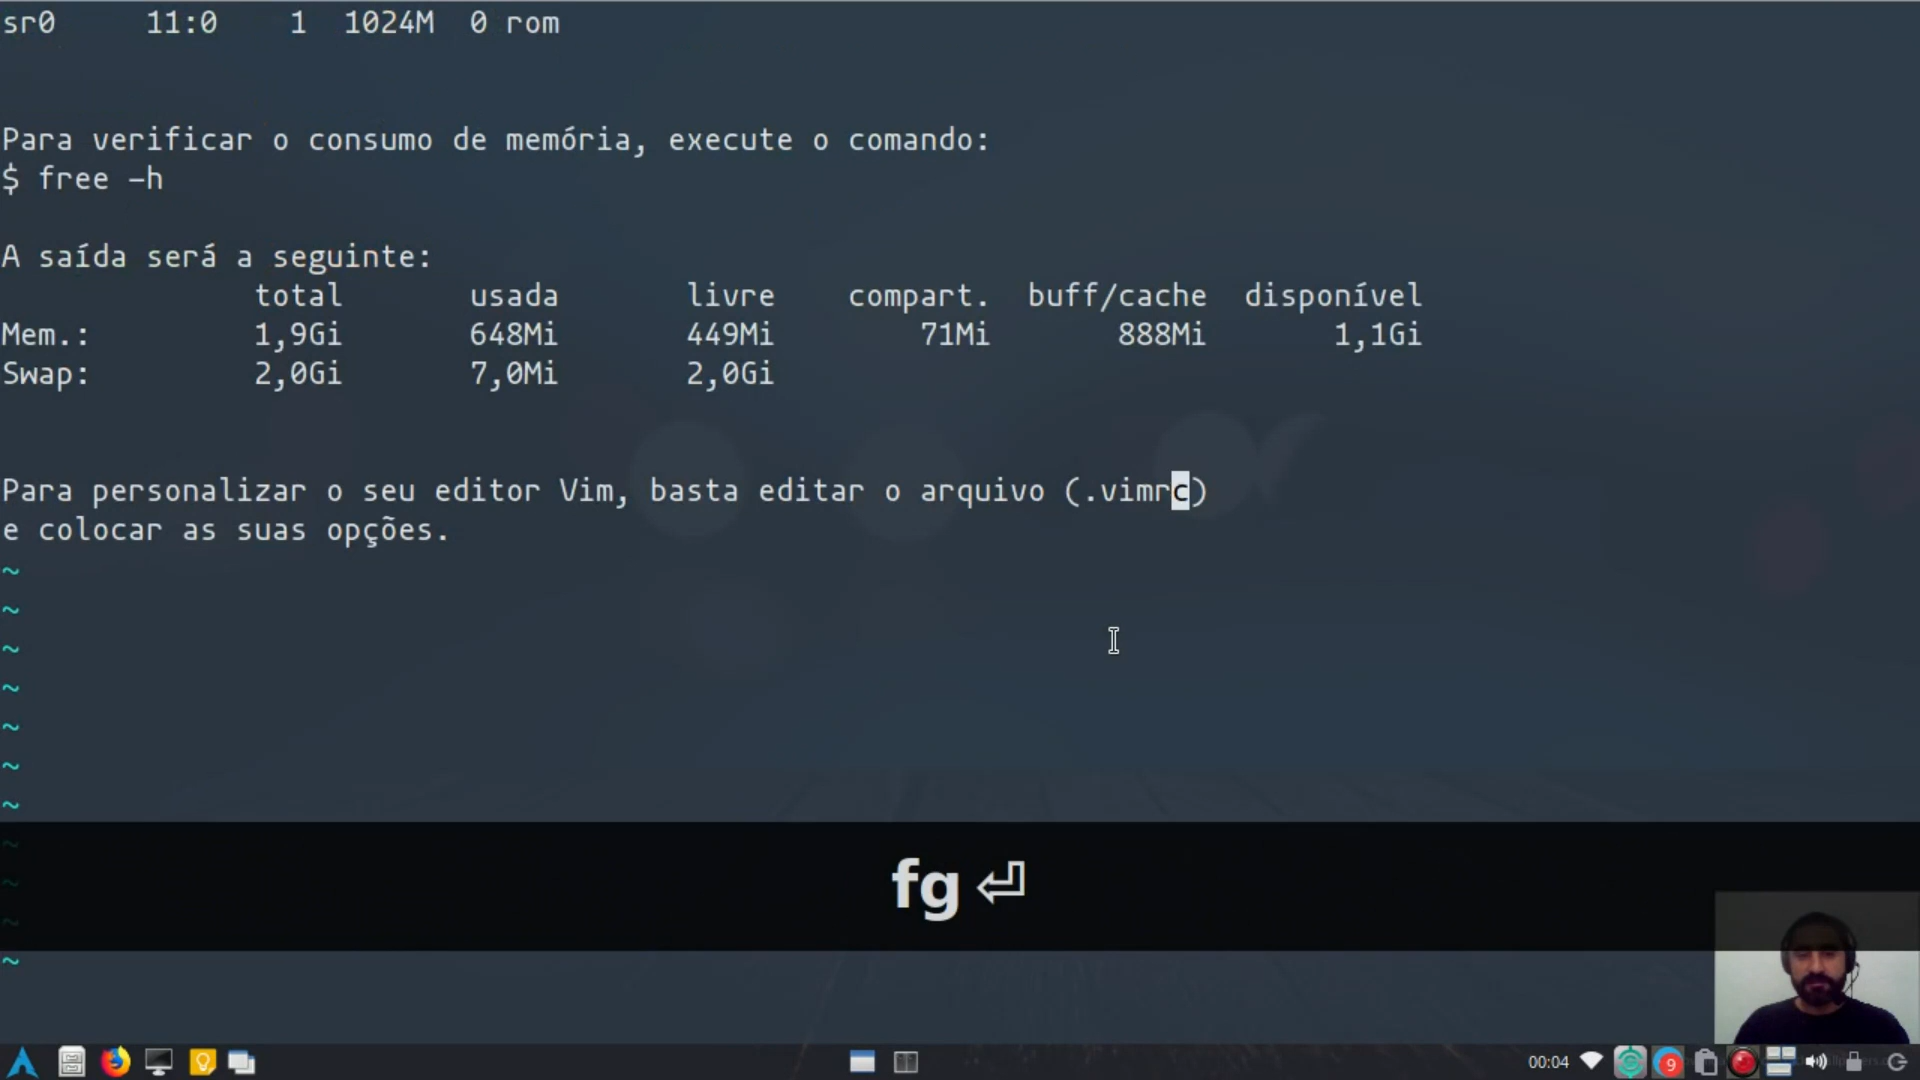 sr0     11:0    1  1024M  0 rom
Para verificar o consumo de memória, execute o comando:
$ free -h
A saída será a seguinte:
              total       usada       livre    compart.  buff/cache  disponível
Mem.:         1,9Gi       648Mi       449Mi        71Mi       888Mi       1,1Gi
Swap:         2,0Gi       7,0Mi       2,0Gi
Para personalizar o seu editor Vim, basta editar o arquivo (.vimrc)
e colocar as suas opções.
~
~
~
~
~
~
~
~
~
~
~
fg ⏎
00:04
9